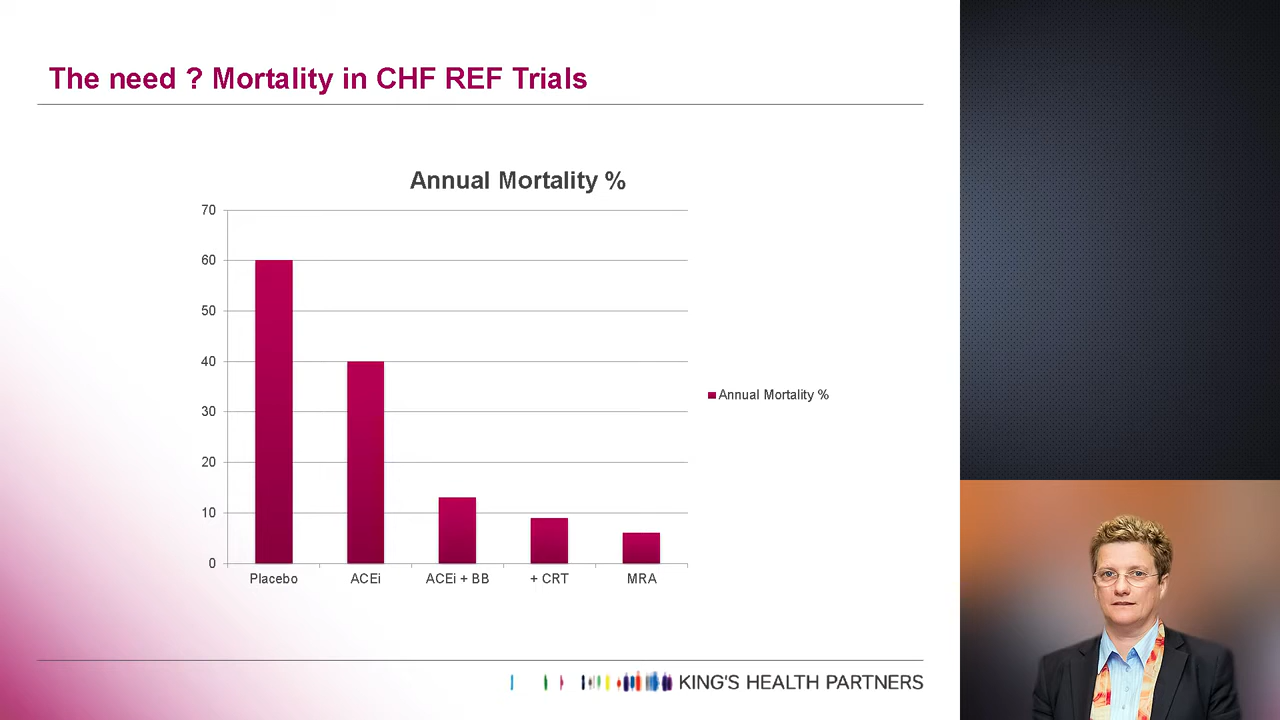 The need ? Mortality in CHF REF Trials
Annual Mortality %
70
60
50
40
30
20
10
0
Placebo ACEi ACEi + BB + CRT MRA
Annual Mortality %
KING'S HEALTH PARTNERS